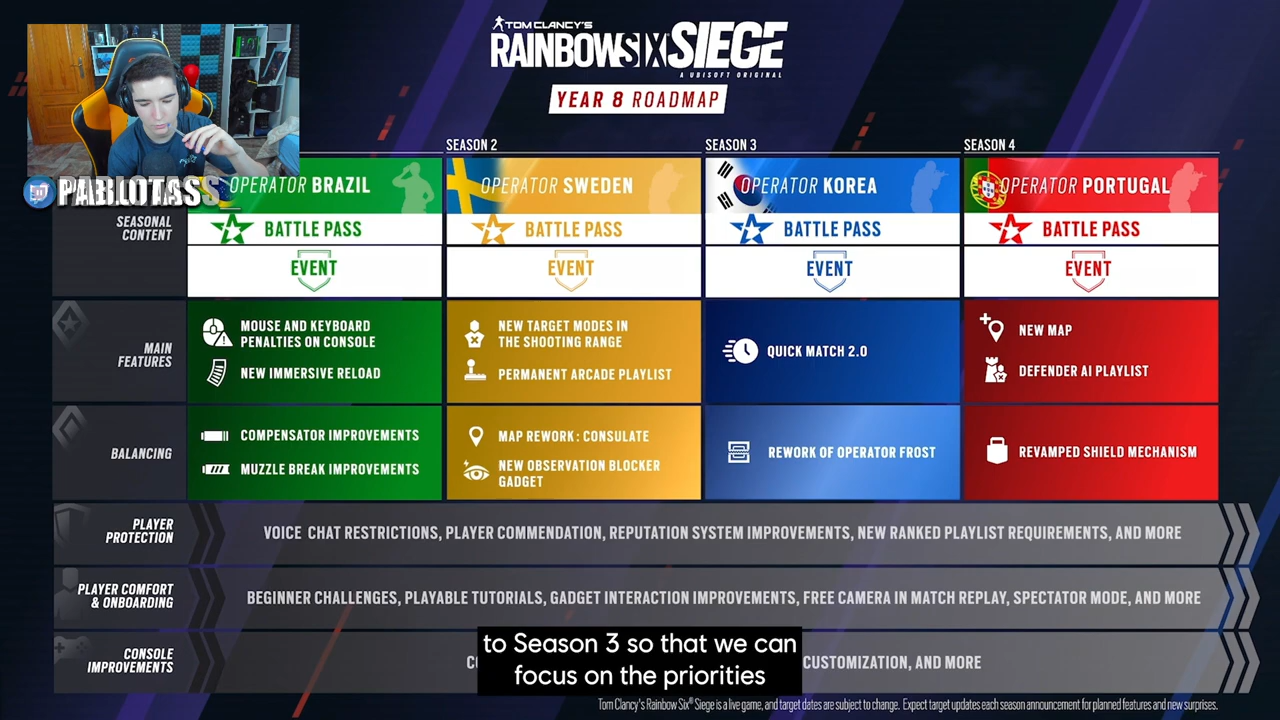 TOM CLANCY'S
RAINBOWSIX SIEGE
A UBISOFT ORIGINAL
YEAR 8 ROADMAP
SEASON 2
SEASON 3
SEASON 4
PABLLOTASS_
SEASONAL
CONTENT
OPERATOR BRAZIL
OPERATOR SWEDEN
OPERATOR KOREA
OPERATOR PORTUGAL
BATTLE PASS
BATTLE PASS
BATTLE PASS
BATTLE PASS
EVENT
EVENT
EVENT
EVENT
MAIN
FEATURES
MOUSE AND KEYBOARD
PENALTIES ON CONSOLE
NEW IMMERSIVE RELOAD
NEW TARGET MODES IN
THE SHOOTING RANGE
PERMANENT ARCADE PLAYLIST
QUICK MATCH 2.0
NEW MAP
DEFENDER AI PLAYLIST
BALANCING
COMPENSATOR IMPROVEMENTS
MUZZLE BREAK IMPROVEMENTS
MAP REWORK : CONSULATE
NEW OBSERVATION BLOCKER
GADGET
REWORK OF OPERATOR FROST
REVAMPED SHIELD MECHANISM
PLAYER
PROTECTION
VOICE CHAT RESTRICTIONS, PLAYER COMMENDATION, REPUTATION SYSTEM IMPROVEMENTS, NEW RANKED PLAYLIST REQUIREMENTS, AND MORE
PLAYER COMFORT
& ONBOARDING
BEGINNER CHALLENGES, PLAYABLE TUTORIALS, GADGET INTERACTION IMPROVEMENTS, FREE CAMERA IN MATCH REPLAY, SPECTATOR MODE, AND MORE
CONSOLE
IMPROVEMENTS
CUSTOMIZATION, AND MORE
to Season 3 so that we can
focus on the priorities
Tom Clancy's Rainbow Six® Siege is a live game, and target dates are subject to change. Expect target updates each season announcement for planned features and new surprises.